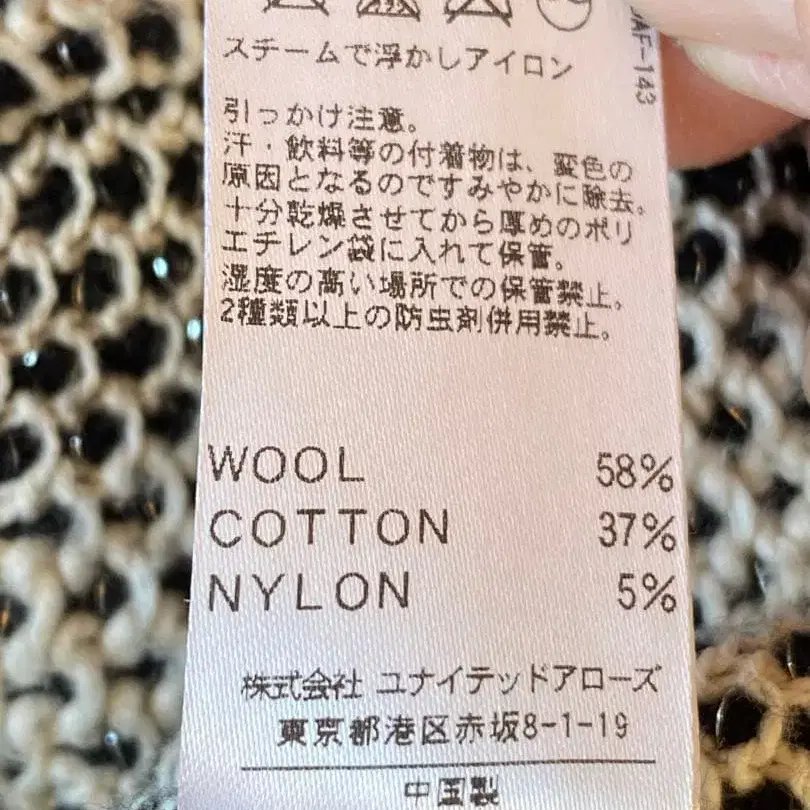 スチームで浮かしアイロン
引っかけ注意。
汗・飲料等の付着物は、変色の
原因となるのですみやかに除去。
十分乾燥させてから厚めのポリ
エチレン袋に入れて保管。
湿度の高い場所での保管禁止。
2種類以上の防虫剤併用禁止。
WOOL 58%
COTTON 37%
NYLON 5%
株式会社 ユナイテッドアローズ
東京都港区赤坂8-1-19
中国製
AF-143